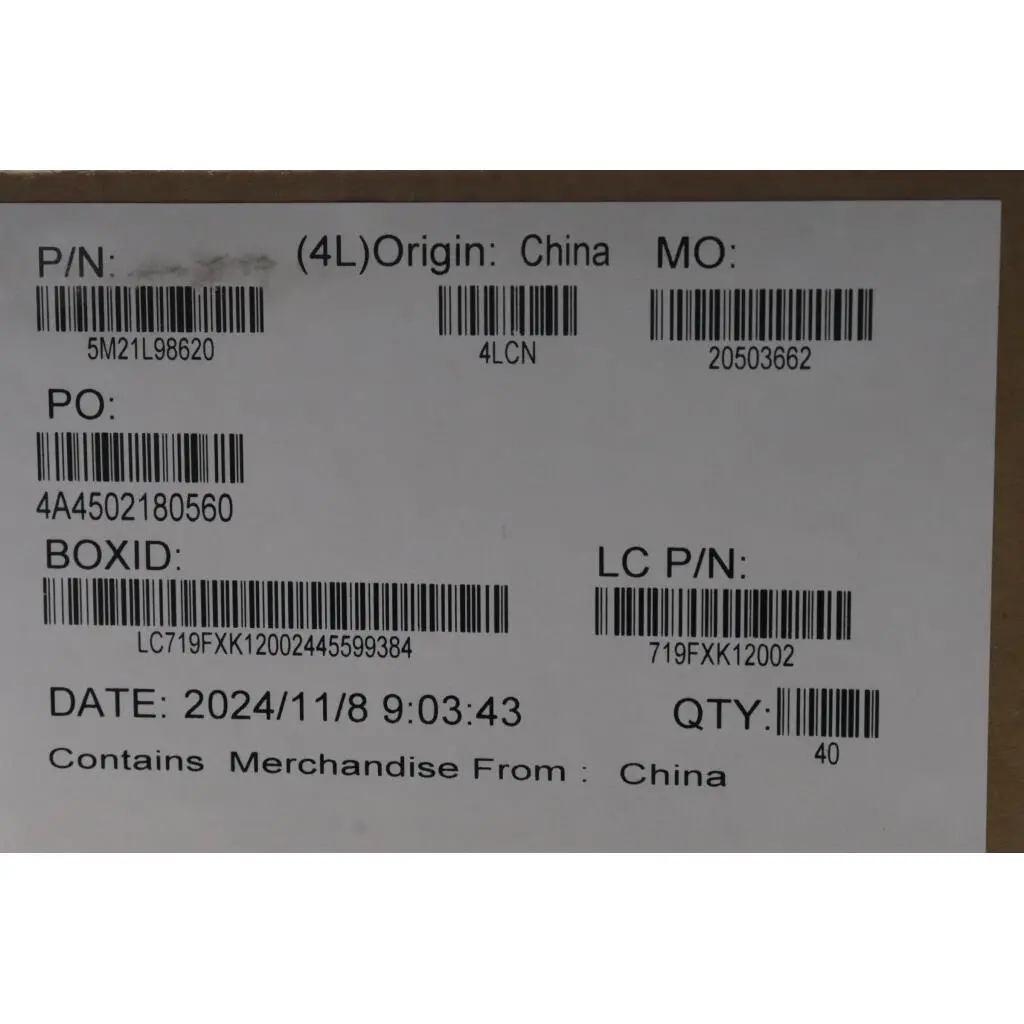 P/N: (4L)Origin: China MO:
5M21L98620 4LCN 20503662
PO:
4A4502180560
BOXID: LC P/N:
LC719FXK12002445599384 719FXK12002
DATE: 2024/11/8 9:03:43 QTY:
40
Contains Merchandise From : China